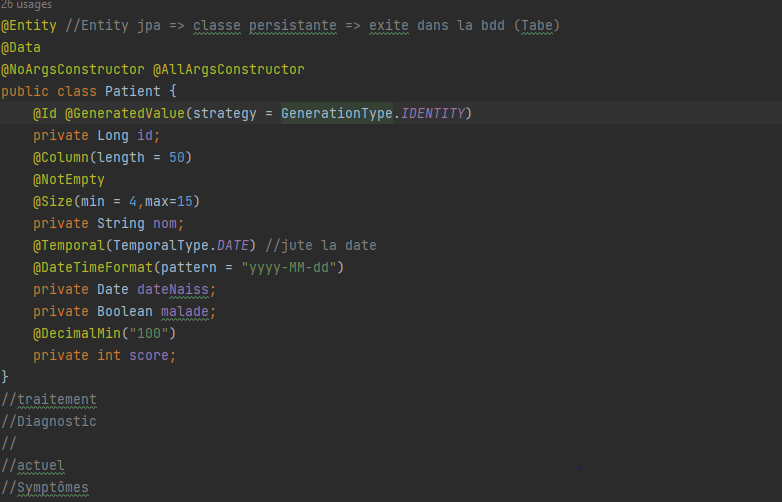 26 usages
@Entity //Entity jpa => classe persistante => exite dans la bdd (Tabe)
@Data
@NoArgsConstructor @AllArgsConstructor
public class Patient {
    @Id @GeneratedValue(strategy = GenerationType.IDENTITY)
    private Long id;
    @Column(length = 50)
    @NotEmpty
    @Size(min = 4,max=15)
    private String nom;
    @Temporal(TemporalType.DATE) //jute la date
    @DateTimeFormat(pattern = "yyyy-MM-dd")
    private Date dateNaiss;
    private Boolean malade;
    @DecimalMin("100")
    private int score;
}
//traitement
//Diagnostic
//
//actuel
//Symptômes